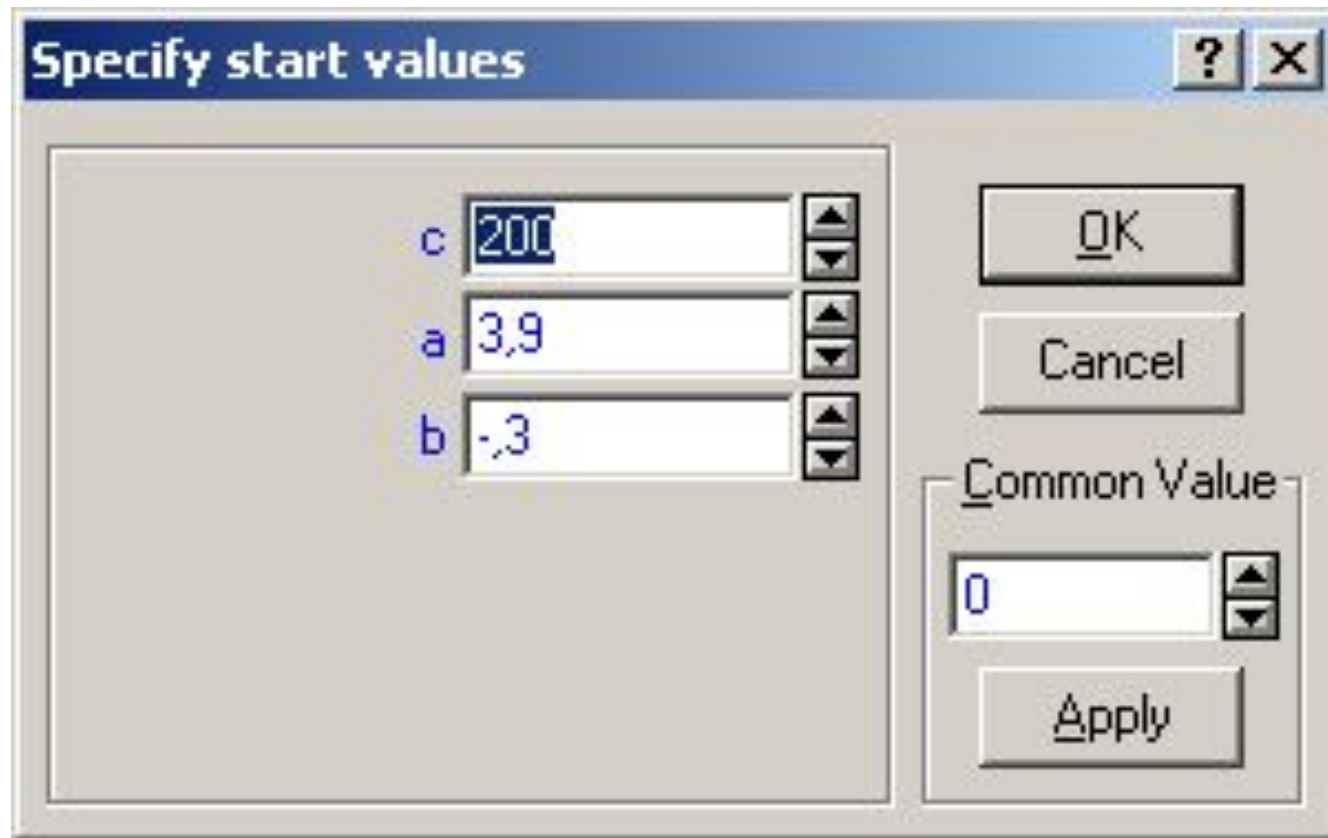 Specify start values
c 200
a 3,9
b -,3
OK
Cancel
Common Value
0
Apply